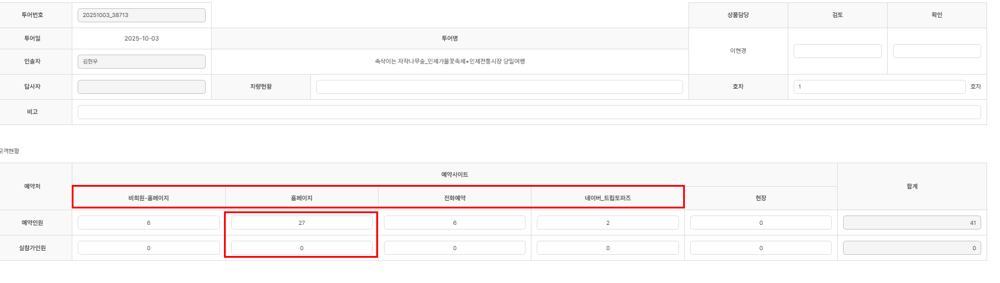 투어번호 20251003_38713 상품담당 검토 확인
투어일 2025-10-03 투어명
이현경
인솔자 김현우 속삭이는 자작나무숲_인제가을꽃축제+인제전통시장 당일여행
답사자 차량현황 호차 1 호차
비고
모객현황
예약처 예약사이트 합계
비회원-홈페이지 홈페이지 전화예약 네이버_트립토파즈 현장
예약인원 6 27 6 2 0 41
실참가인원 0 0 0 0 0 0